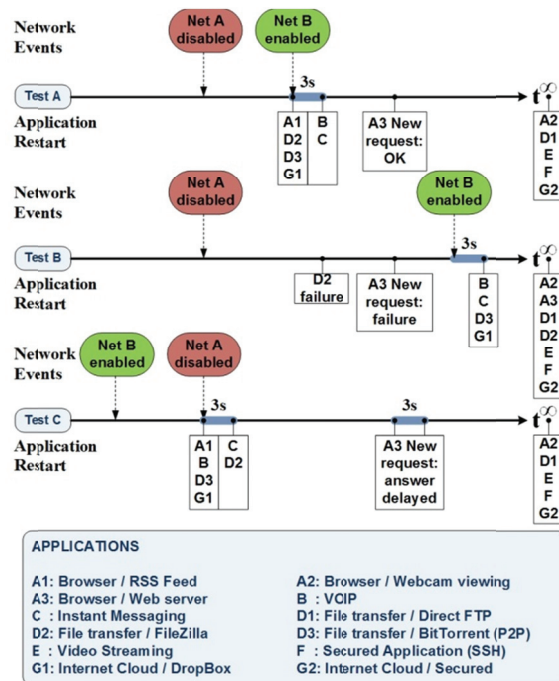 Network Events
Net A disabled
Net B enabled
3s
Test A
t∞
Application Restart
A1 B
D2 C
D3
G1
A3 New request: OK
A2
D1
E
F
G2
Network Events
Net A disabled
Net B enabled
3s
Test B
t∞
Application Restart
D2 failure
A3 New request: failure
B
C
D3
G1
A2
A3
D1
D2
E
F
G2
Net B enabled
Net A disabled
Network Events
3s
3s
Test C
t∞
Application Restart
A1 C
B D2
D3
G1
A3 New request: answer delayed
A2
D1
E
F
G2
APPLICATIONS
A1: Browser / RSS Feed
A2: Browser / Webcam viewing
A3: Browser / Web server
B : VCIP
C : Instant Messaging
D1: File transfer / Direct FTP
D2: File transfer / FileZilla
D3: File transfer / BitTorrent (P2P)
E : Video Streaming
F : Secured Application (SSH)
G1: Internet Cloud / DropBox
G2: Internet Cloud / Secured